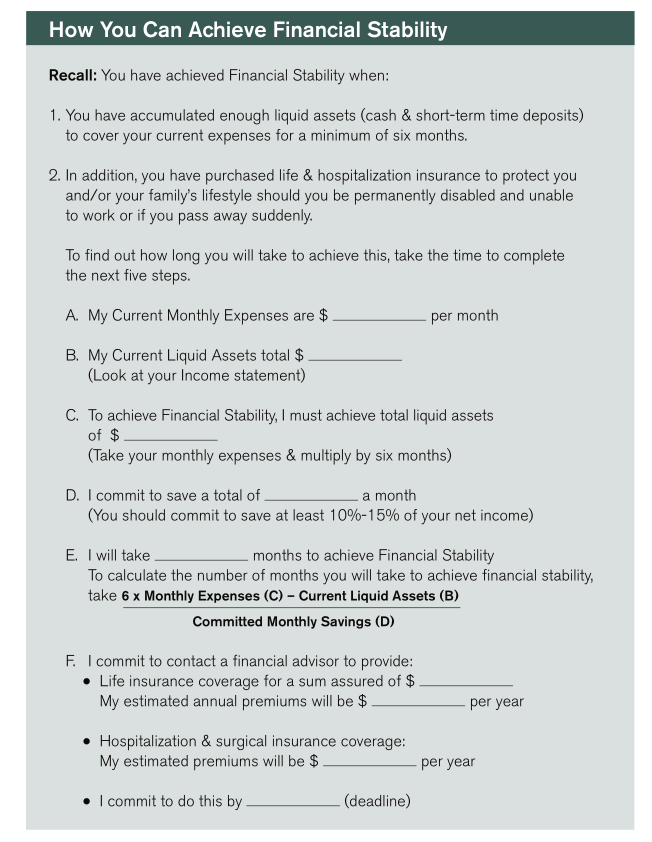 How You Can Achieve Financial Stability
Recall: You have achieved Financial Stability when:
1. You have accumulated enough liquid assets (cash & short-term time deposits)
to cover your current expenses for a minimum of six months.
2. In addition, you have purchased life & hospitalization insurance to protect you
and/or your family's lifestyle should you be permanently disabled and unable
to work or if you pass away suddenly.
To find out how long you will take to achieve this, take the time to complete
the next five steps.
A. My Current Monthly Expenses are $ ____________ per month
B. My Current Liquid Assets total $ ____________
(Look at your Income statement)
C. To achieve Financial Stability, I must achieve total liquid assets
of $ ____________
(Take your monthly expenses & multiply by six months)
D. I commit to save a total of ____________ a month
(You should commit to save at least 10%-15% of your net income)
E. I will take ____________ months to achieve Financial Stability
To calculate the number of months you will take to achieve financial stability,
take 6 x Monthly Expenses (C) – Current Liquid Assets (B)
Committed Monthly Savings (D)
F. I commit to contact a financial advisor to provide:
• Life insurance coverage for a sum assured of $ ____________
My estimated annual premiums will be $ ____________ per year
• Hospitalization & surgical insurance coverage:
My estimated premiums will be $ ____________ per year
• I commit to do this by ____________ (deadline)